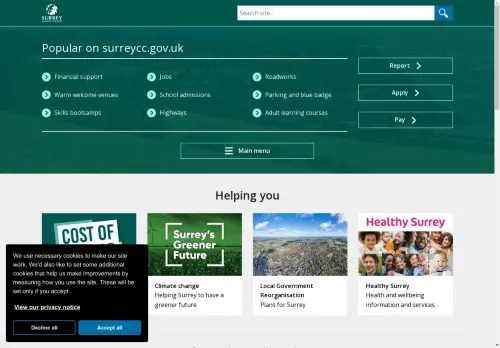 SURREY
Search site...
Popular on surreycc.gov.uk
Financial support
Jobs
Roadworks
Warm welcome venues
School admissions
Parking and blue badge
Skills bootcamps
Highways
Adult learning courses
Report
Apply
Pay
Main menu
Helping you
COST OF
Surrey's
Greener
Future
Healthy Surrey
We use necessary cookies to make our site
work. We'd also like to set some additional
cookies that help us make improvements by
measuring how you use the site. These will be
set only if you accept.
View our privacy notice
Decline all
Accept all
Climate change
Helping Surrey to have a
greener future
Local Government
Reorganisation
Plans for Surrey
Healthy Surrey
Health and wellbeing
information and services